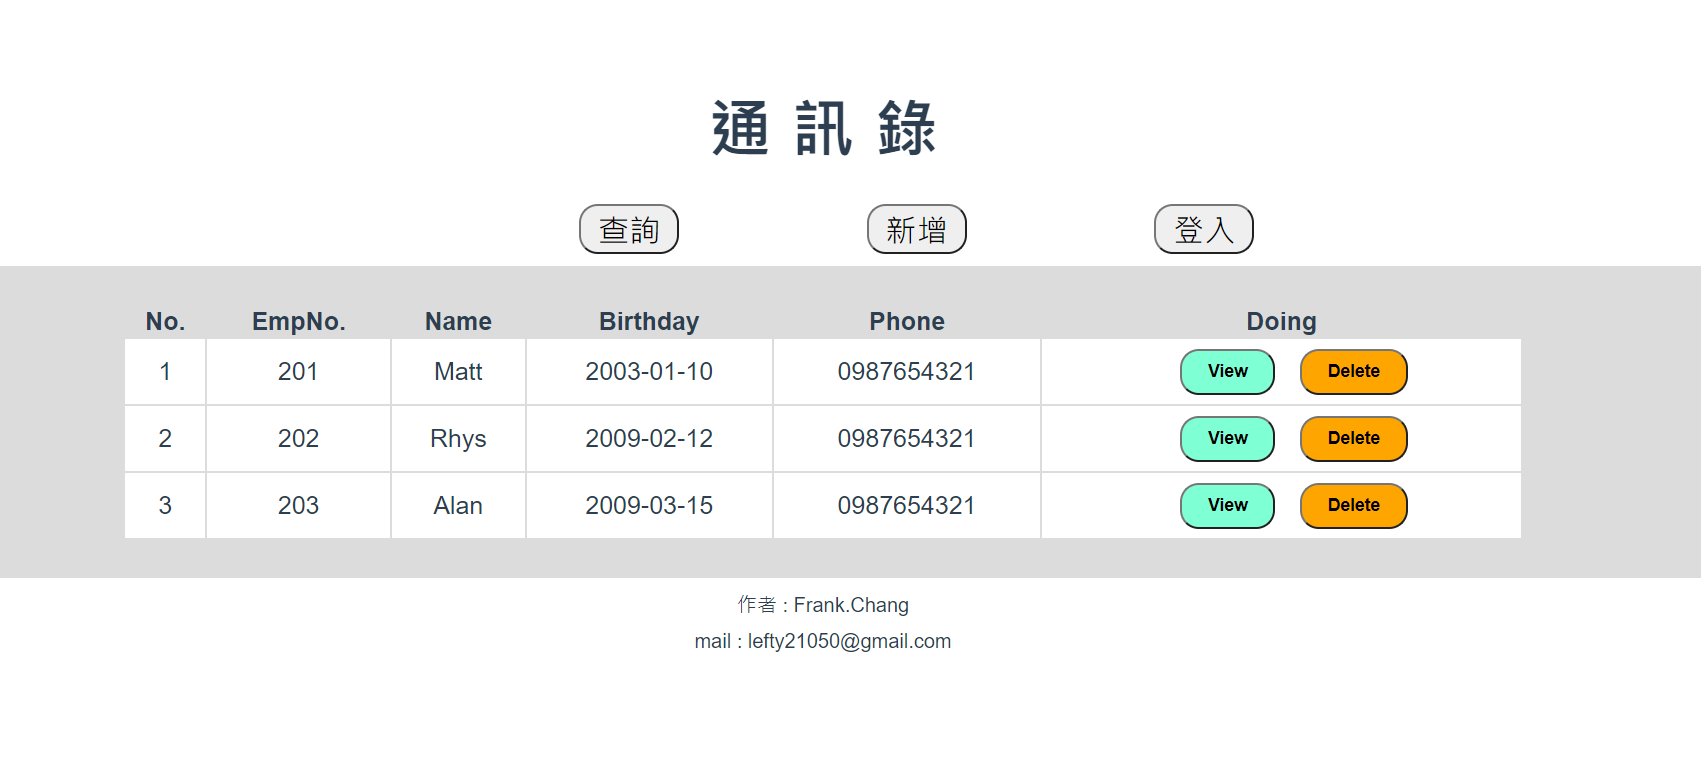 通訊錄
查詢 新增 登入
No. EmpNo. Name Birthday Phone Doing
1 201 Matt 2003-01-10 0987654321 View Delete
2 202 Rhys 2009-02-12 0987654321 View Delete
3 203 Alan 2009-03-15 0987654321 View Delete
作者 : Frank.Chang
mail : lefty21050@gmail.com